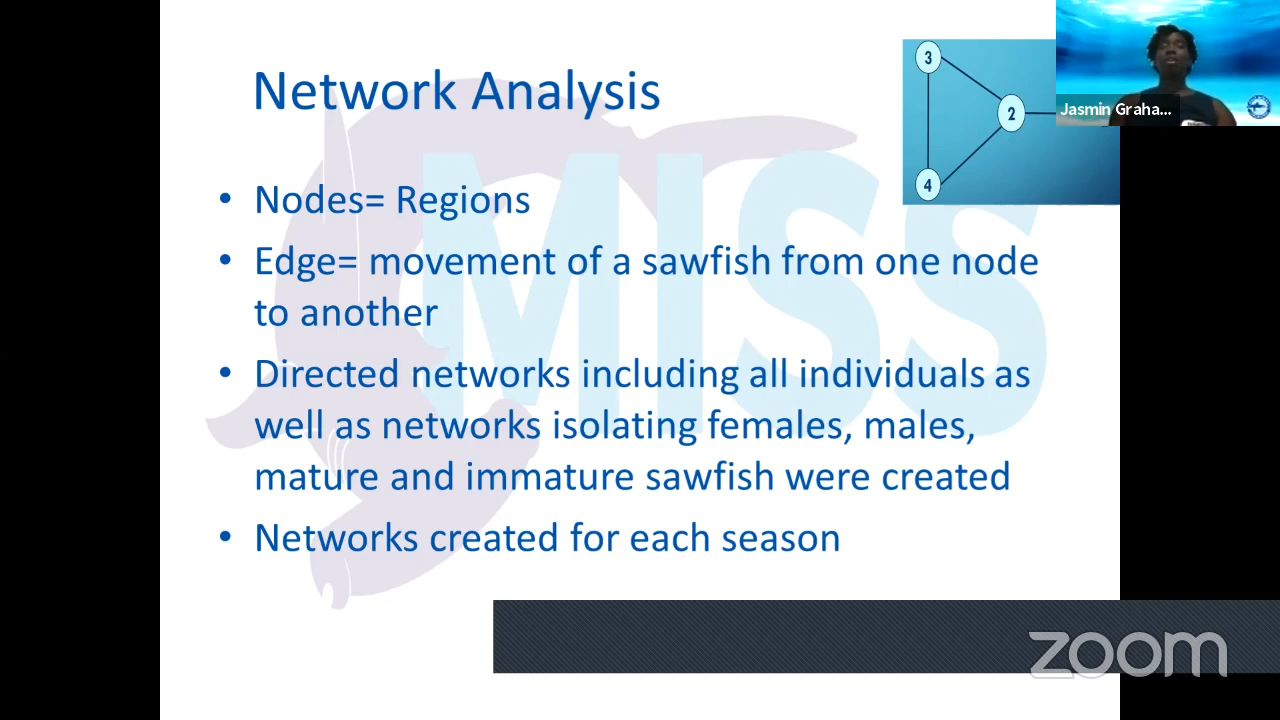 Network Analysis
3
2
4
Jasmin Graha...
• Nodes= Regions
• Edge= movement of a sawfish from one node
to another
• Directed networks including all individuals as
well as networks isolating females, males,
mature and immature sawfish were created
• Networks created for each season
MISS
zoom